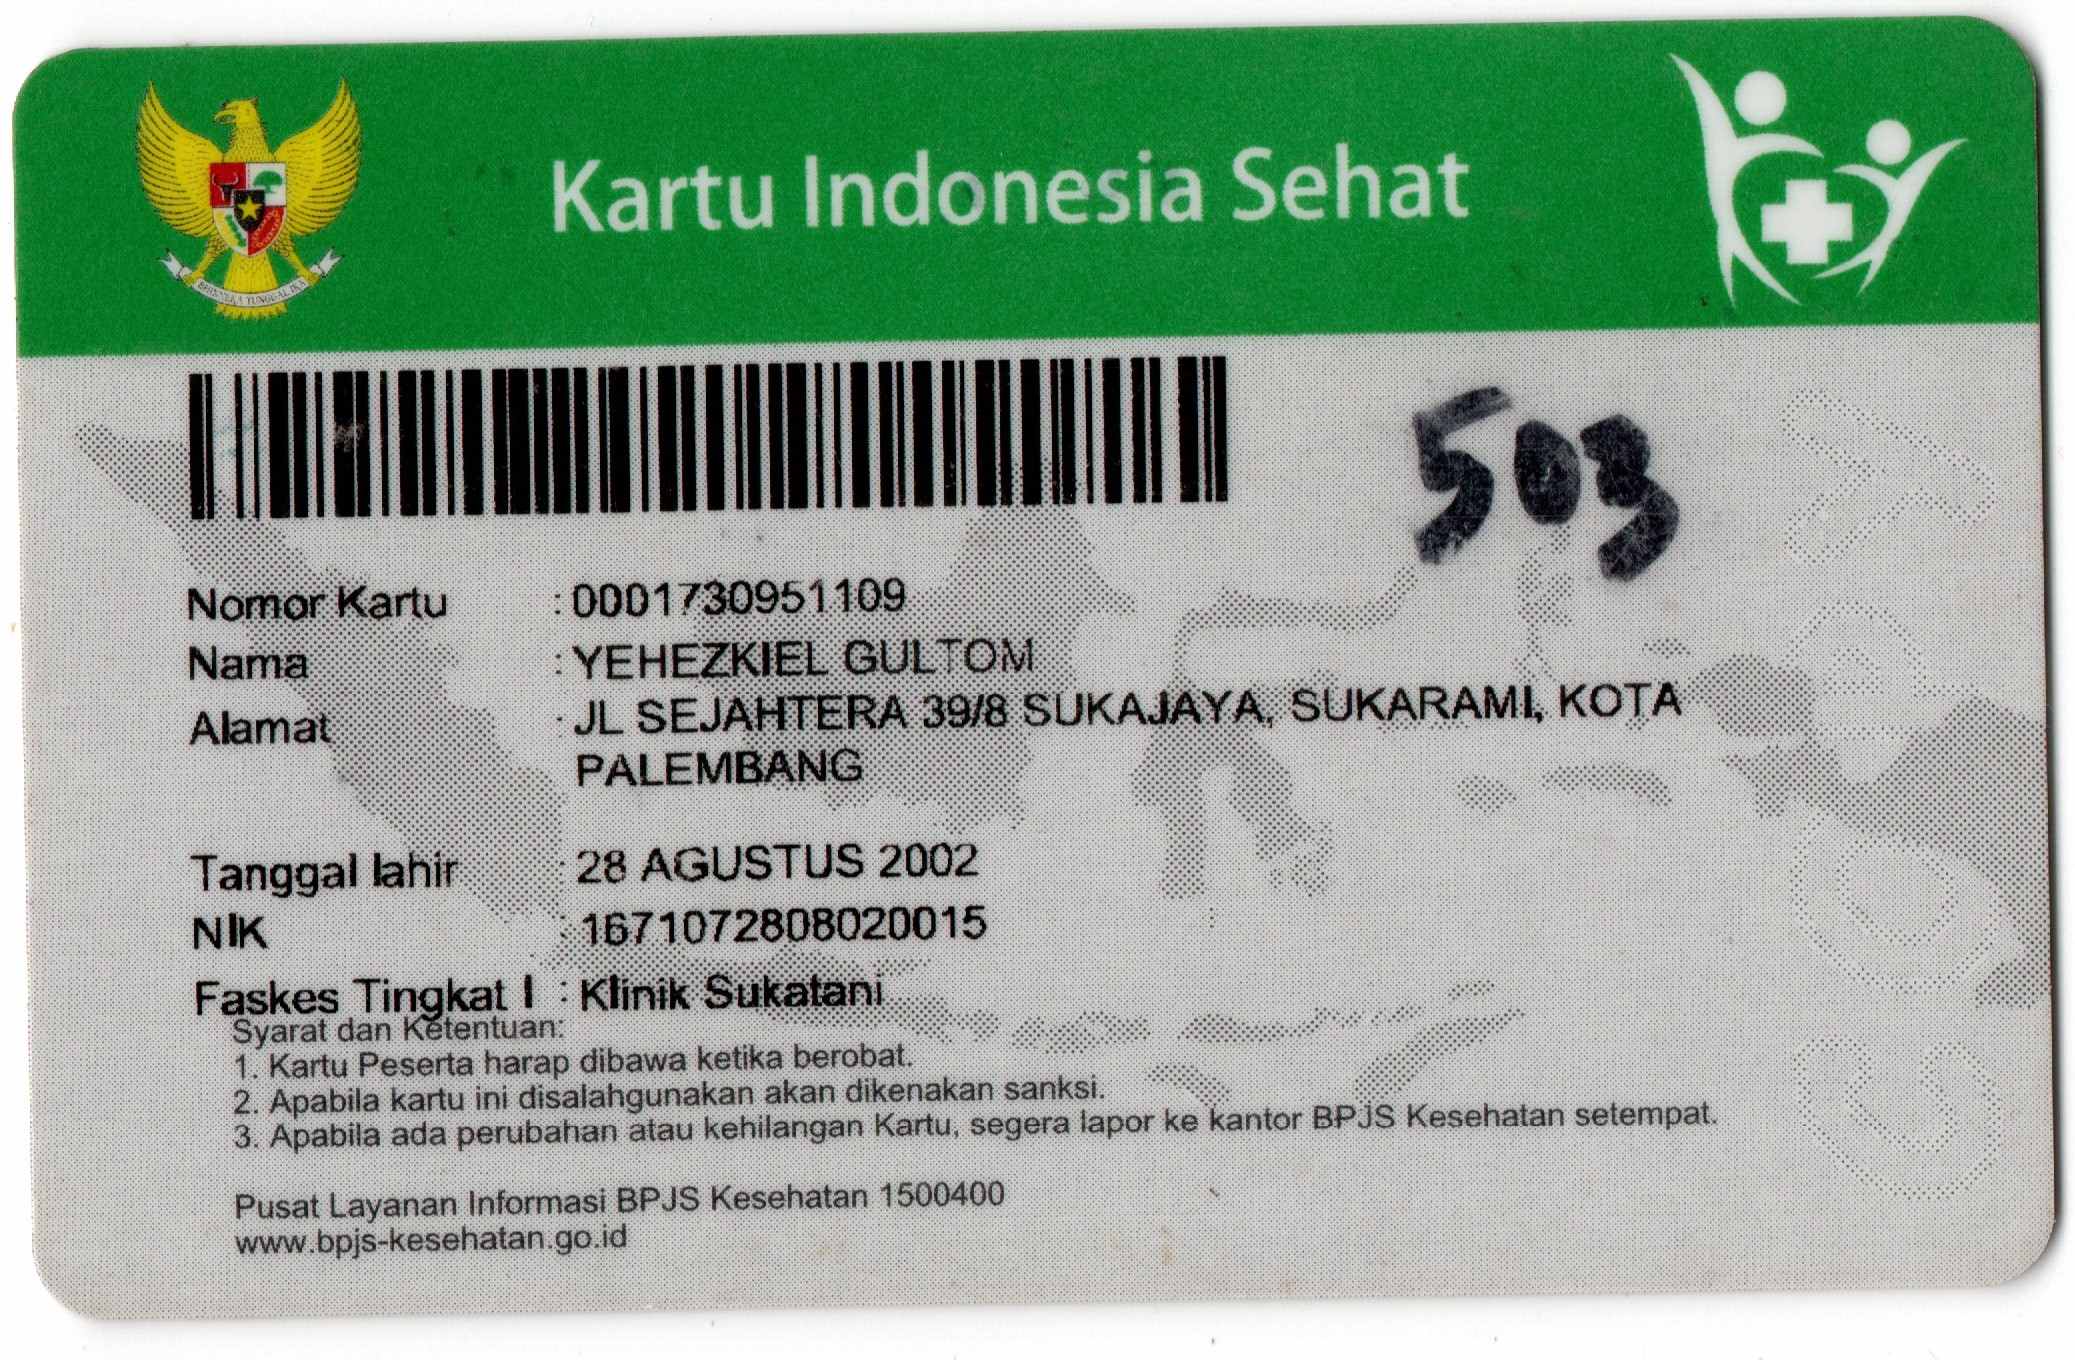 BHINNEKA TUNGGAL IKA
Kartu Indonesia Sehat
503
Nomor Kartu : 0001730951109
Nama : YEHEZKIEL GULTOM
Alamat : JL SEJAHTERA 39/8 SUKAJAYA, SUKARAMI, KOTA
PALEMBANG
Tanggal lahir : 28 AGUSTUS 2002
NIK : 1671072808020015
Faskes Tingkat I : Klinik Sukatani
Syarat dan Ketentuan:
1. Kartu Peserta harap dibawa ketika berobat.
2. Apabila kartu ini disalahgunakan akan dikenakan sanksi.
3. Apabila ada perubahan atau kehilangan Kartu, segera lapor ke kantor BPJS Kesehatan setempat.
Pusat Layanan Informasi BPJS Kesehatan 1500400
www.bpjs-kesehatan.go.id